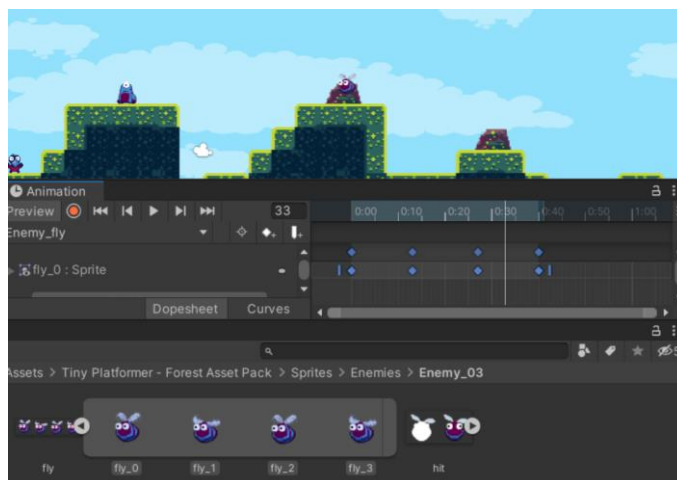 Animation
Preview 33 0:00 0:10 0:20 0:30 0:40 0:50 1:00
Enemy_fly
fly_0 : Sprite
Dopesheet Curves
Assets > Tiny Platformer - Forest Asset Pack > Sprites > Enemies > Enemy_03
fly fly_0 fly_1 fly_2 fly_3 hit